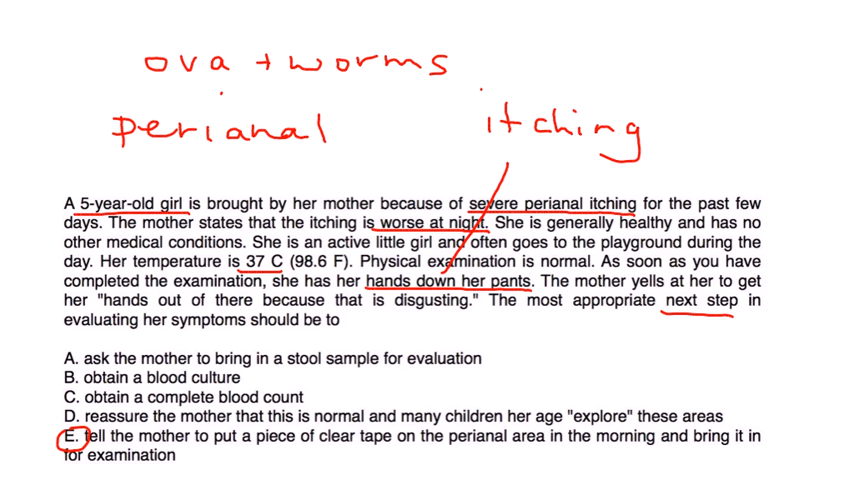 ova + worms
perianal itching
A 5-year-old girl is brought by her mother because of severe perianal itching for the past few
days. The mother states that the itching is worse at night. She is generally healthy and has no
other medical conditions. She is an active little girl and often goes to the playground during the
day. Her temperature is 37 C (98.6 F). Physical examination is normal. As soon as you have
completed the examination, she has her hands down her pants. The mother yells at her to get
her "hands out of there because that is disgusting." The most appropriate next step in
evaluating her symptoms should be to
A. ask the mother to bring in a stool sample for evaluation
B. obtain a blood culture
C. obtain a complete blood count
D. reassure the mother that this is normal and many children her age "explore" these areas
E. tell the mother to put a piece of clear tape on the perianal area in the morning and bring it in
for examination